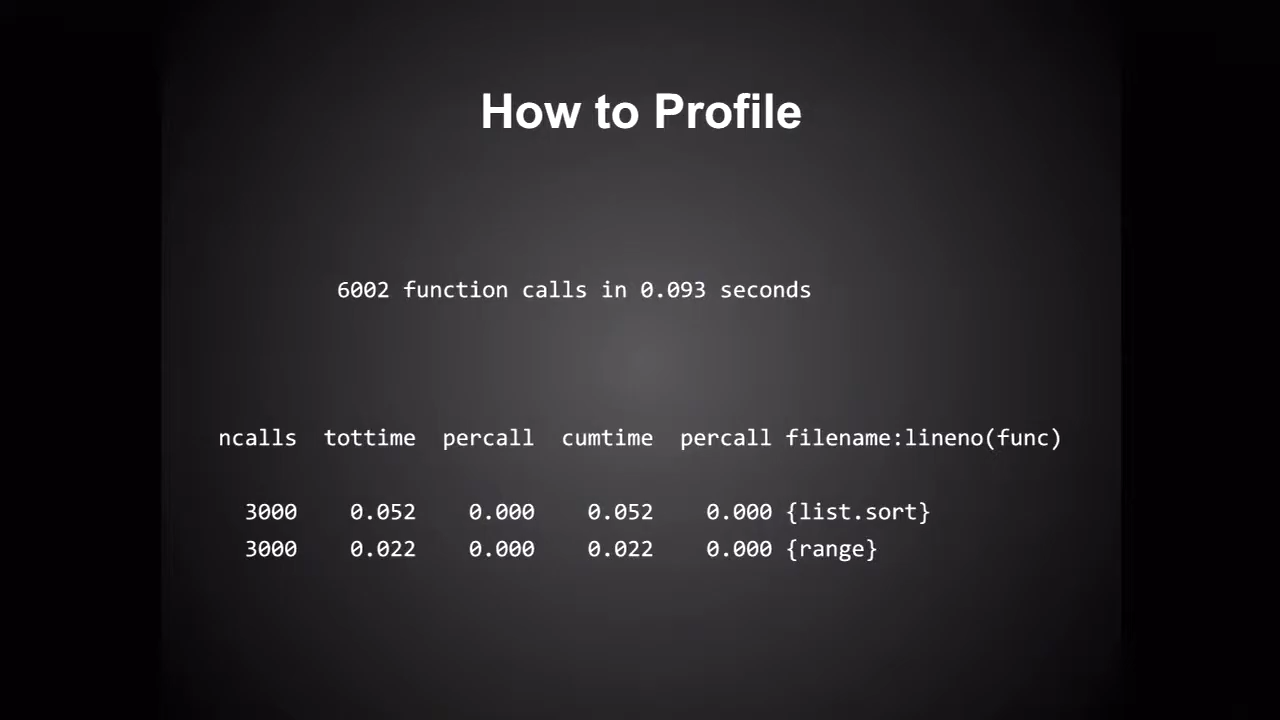 How to Profile
6002 function calls in 0.093 seconds
ncalls tottime percall cumtime percall filename:lineno(func)
3000 0.052 0.000 0.052 0.000 {list.sort}
3000 0.022 0.000 0.022 0.000 {range}